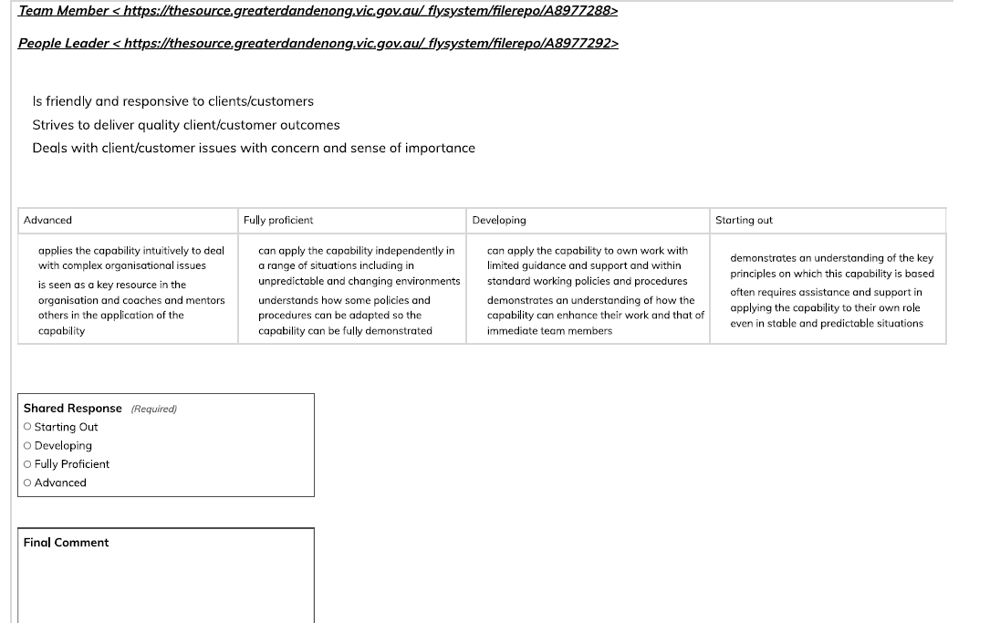 Team Member < https://thesource.greaterdandenong.vic.gov.au/_flysystem/filerepo/A8977288>
People Leader < https://thesource.greaterdandenong.vic.gov.au/_flysystem/filerepo/A8977292>
Is friendly and responsive to clients/customers
Strives to deliver quality client/customer outcomes
Deals with client/customer issues with concern and sense of importance
Advanced
applies the capability intuitively to deal
with complex organisational issues
is seen as a key resource in the
organisation and coaches and mentors
others in the application of the
capability
Fully proficient
can apply the capability independently in
a range of situations including in
unpredictable and changing environments
understands how some policies and
procedures can be adapted so the
capability can be fully demonstrated
Developing
can apply the capability to own work with
limited guidance and support and within
standard working policies and procedures
demonstrates an understanding of how the
capability can enhance their work and that of
immediate team members
Starting out
demonstrates an understanding of the key
principles on which this capability is based
often requires assistance and support in
applying the capability to their own role
even in stable and predictable situations
Shared Response (Required)
Starting Out
Developing
Fully Proficient
Advanced
Final Comment